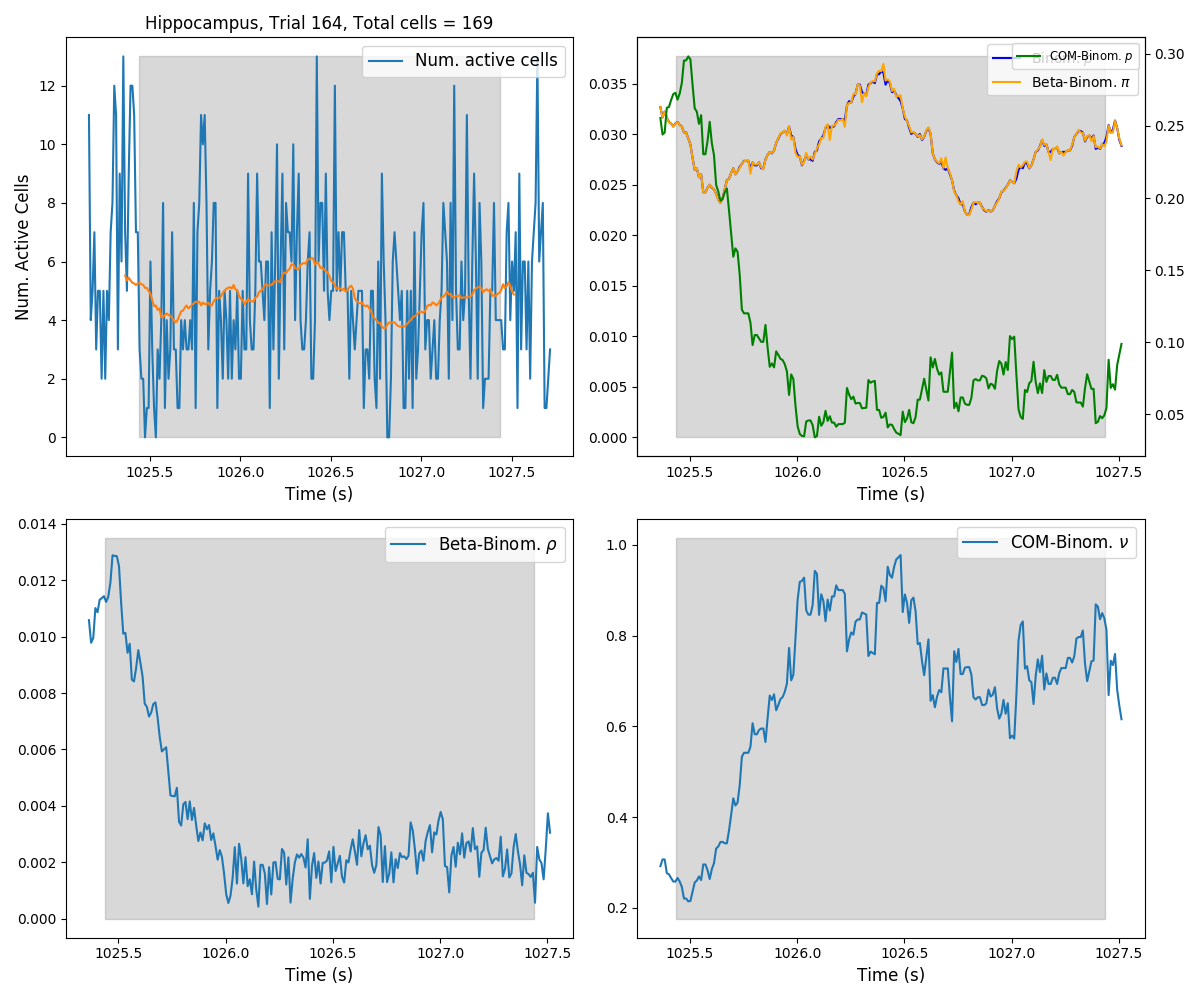 Hippocampus, Trial 164, Total cells = 169
Num. active cells
Num. Active Cells
12
10
8
6
4
2
0
1025.5 1026.0 1026.5 1027.0 1027.5
Time (s)
COM-Binom. p
Beta-Binom. π
0.035
0.030
0.025
0.020
0.015
0.010
0.005
0.000
0.30
0.25
0.20
0.15
0.10
0.05
1025.5 1026.0 1026.5 1027.0 1027.5
Time (s)
Beta-Binom. ρ
0.014
0.012
0.010
0.008
0.006
0.004
0.002
0.000
1025.5 1026.0 1026.5 1027.0 1027.5
Time (s)
COM-Binom. ν
1.0
0.8
0.6
0.4
0.2
1025.5 1026.0 1026.5 1027.0 1027.5
Time (s)